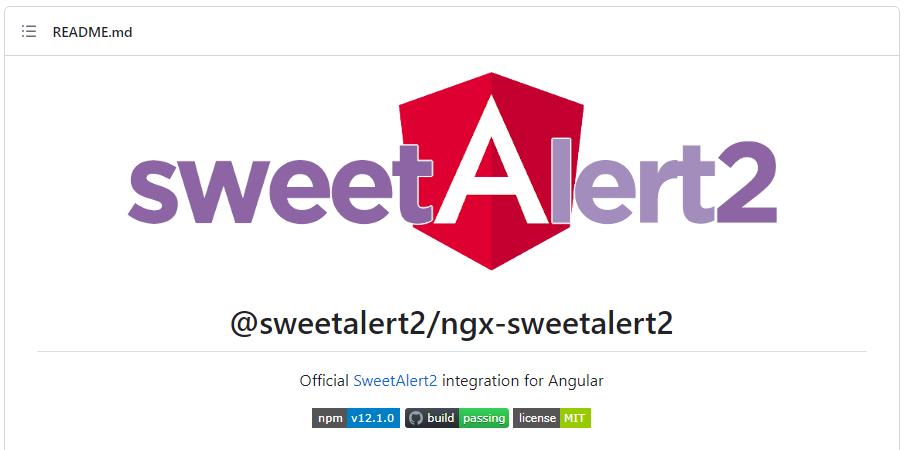 README.md
sweetAlert2
@sweetalert2/ngx-sweetalert2
Official SweetAlert2 integration for Angular
npm v12.1.0 build passing license MIT